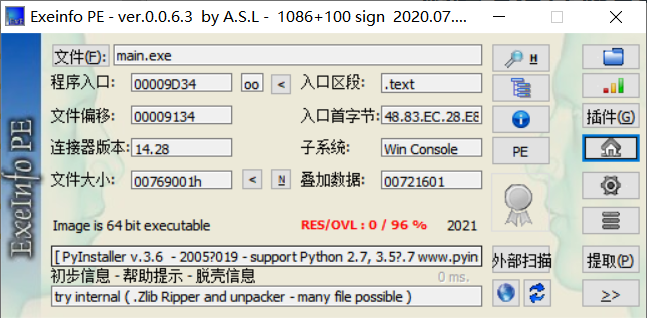 Exeinfo PE - ver.0.0.6.3 by A.S.L - 1086+100 sign 2020.07....
Exeinfo PE
文件(F): main.exe H
程序入口: 00009D34 oo < 入口区段: .text
文件偏移: 00009134 入口首字节: 48.83.EC.28.E8 插件(G)
连接器版本: 14.28 子系统: Win Console PE
文件大小: 00769001h < N 叠加数据: 00721601
Image is 64 bit executable RES/OVL : 0 / 96 % 2021
[ PyInstaller v.3.6 - 2005?019 - support Python 2.7, 3.5?.7 www.pyin 外部扫描 提取(P)
初步信息 - 帮助提示 - 脱壳信息 0 ms.
try internal ( .Zlib Ripper and unpacker - many file possible ) >>